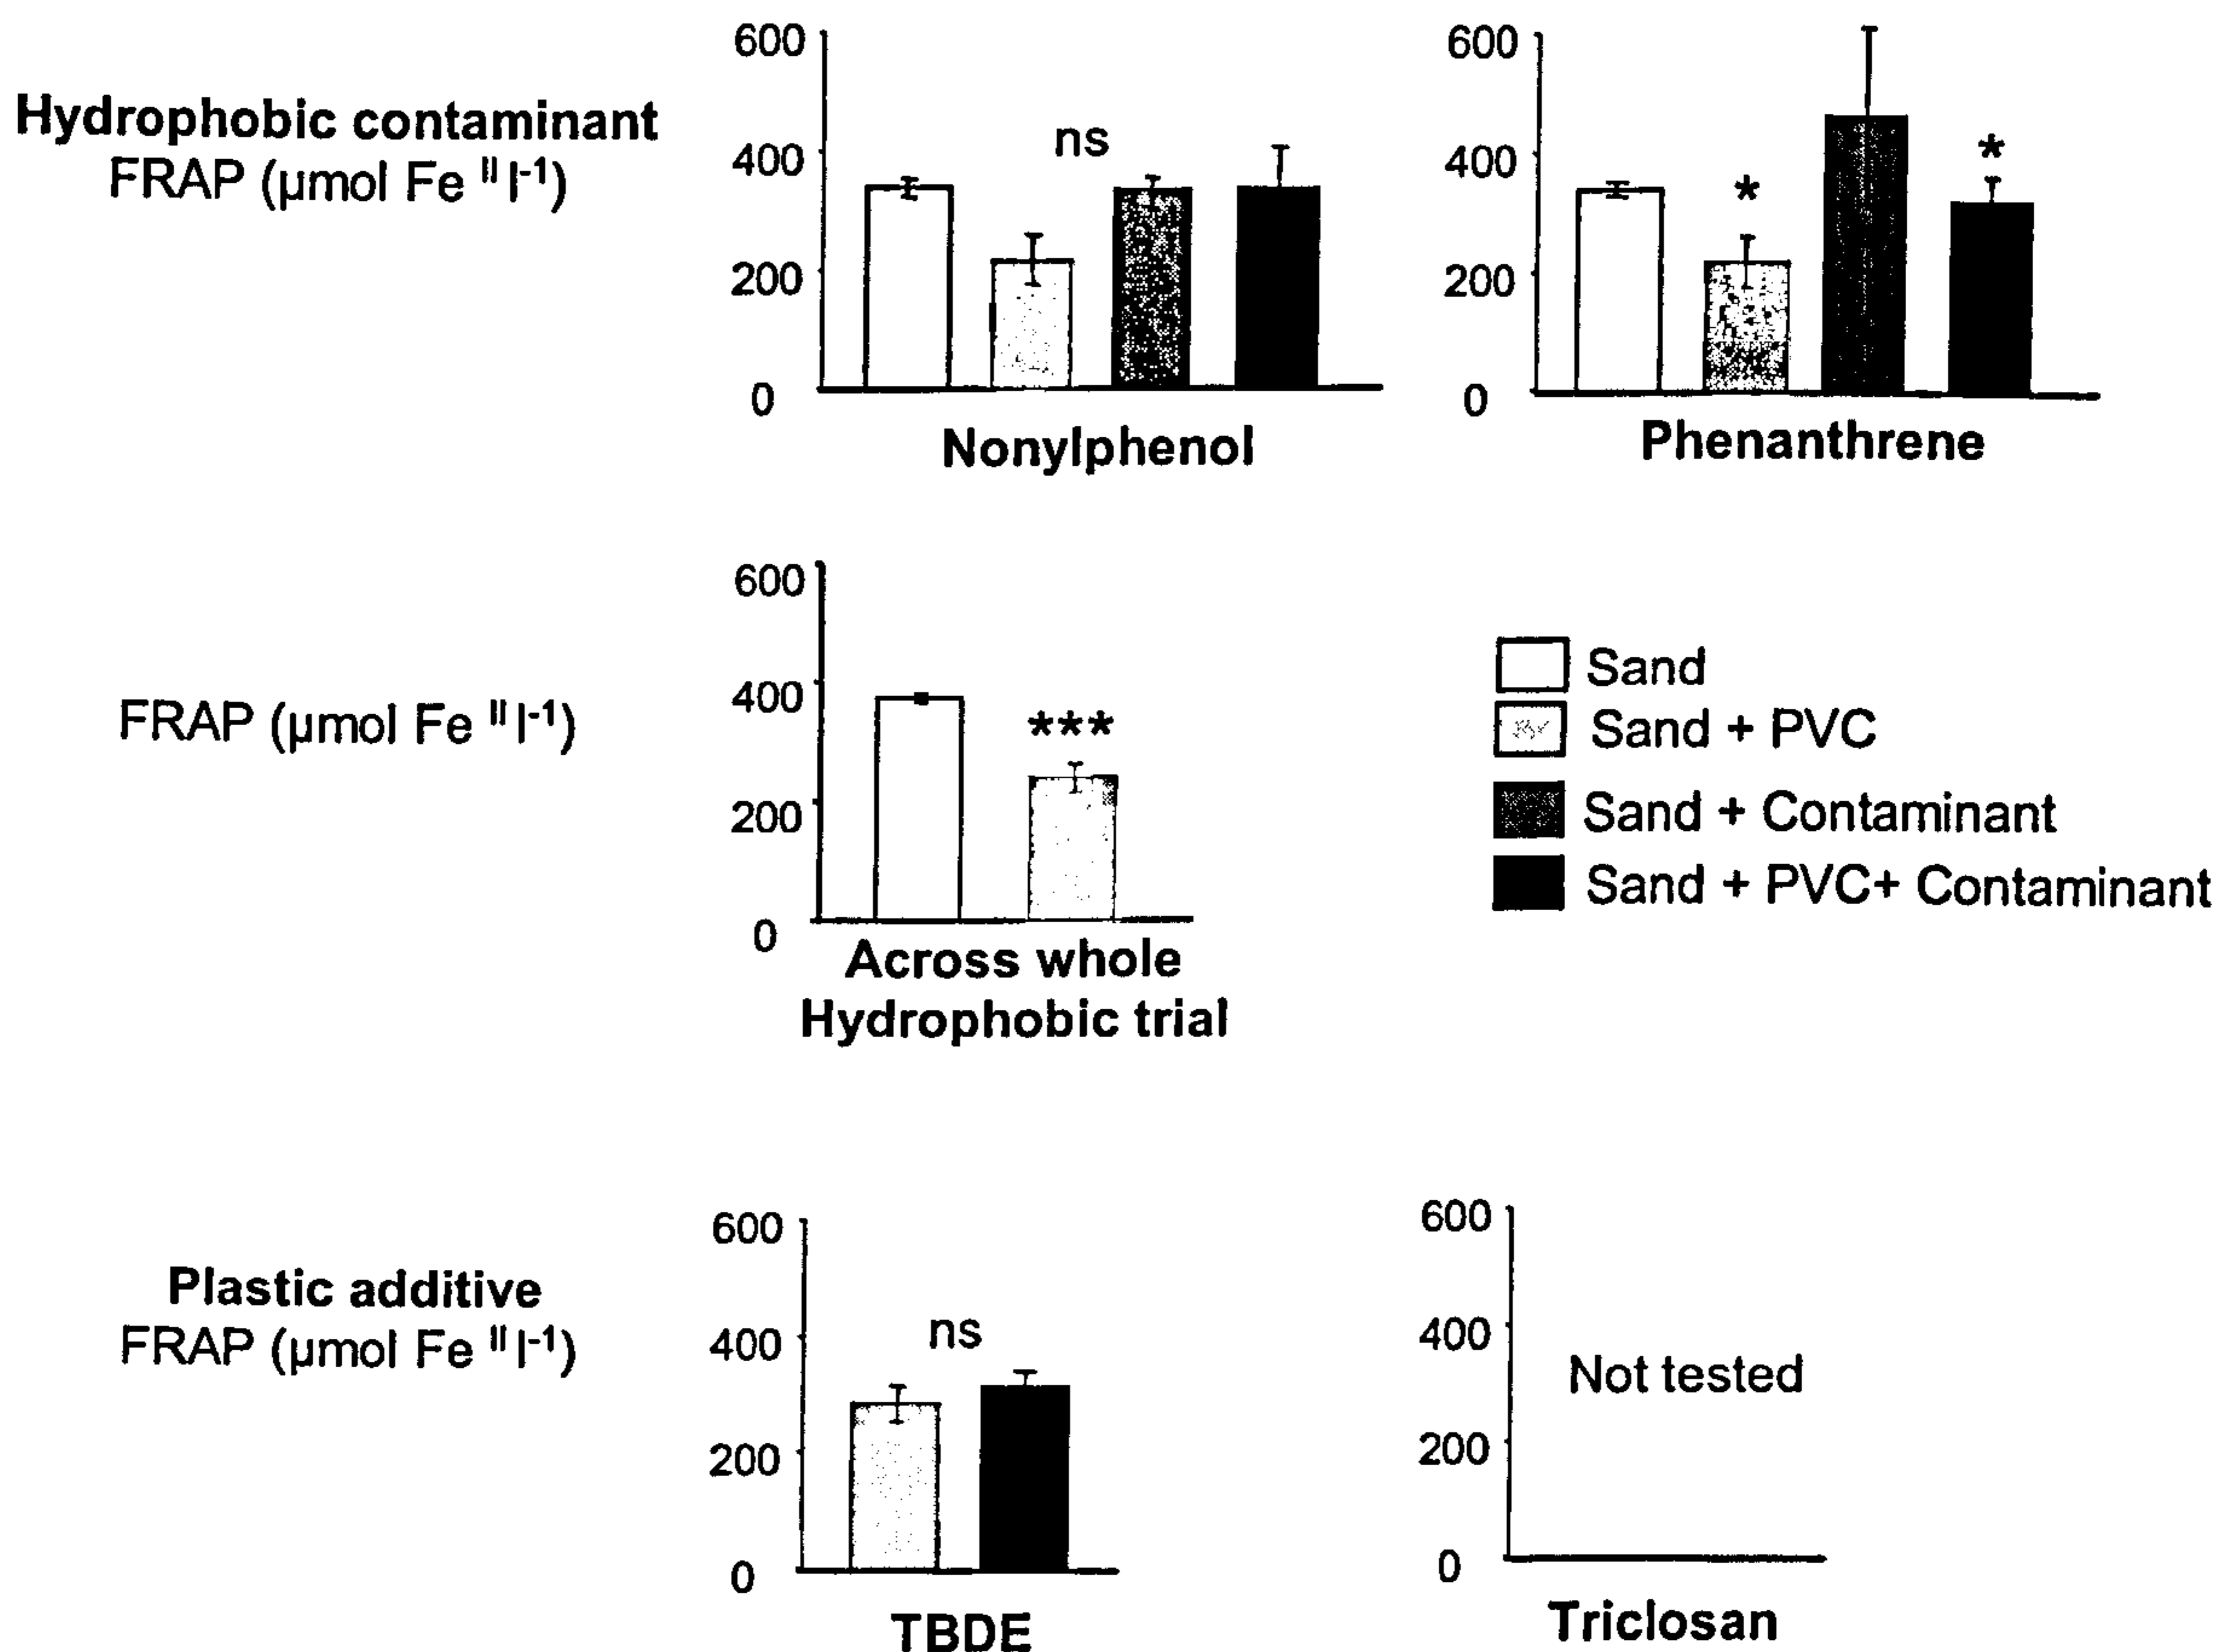 Hydrophobic contaminant
FRAP (µmol Fe ᴵᴵ l⁻¹)
600
400
200
0
ns
Nonylphenol
600
400
200
0
*
*
Phenanthrene
FRAP (µmol Fe ᴵᴵ l⁻¹)
600
400
200
0
***
Across whole
Hydrophobic trial
Sand
Sand + PVC
Sand + Contaminant
Sand + PVC+ Contaminant
Plastic additive
FRAP (µmol Fe ᴵᴵ l⁻¹)
600
400
200
0
ns
TBDE
600
400
200
0
Not tested
Triclosan